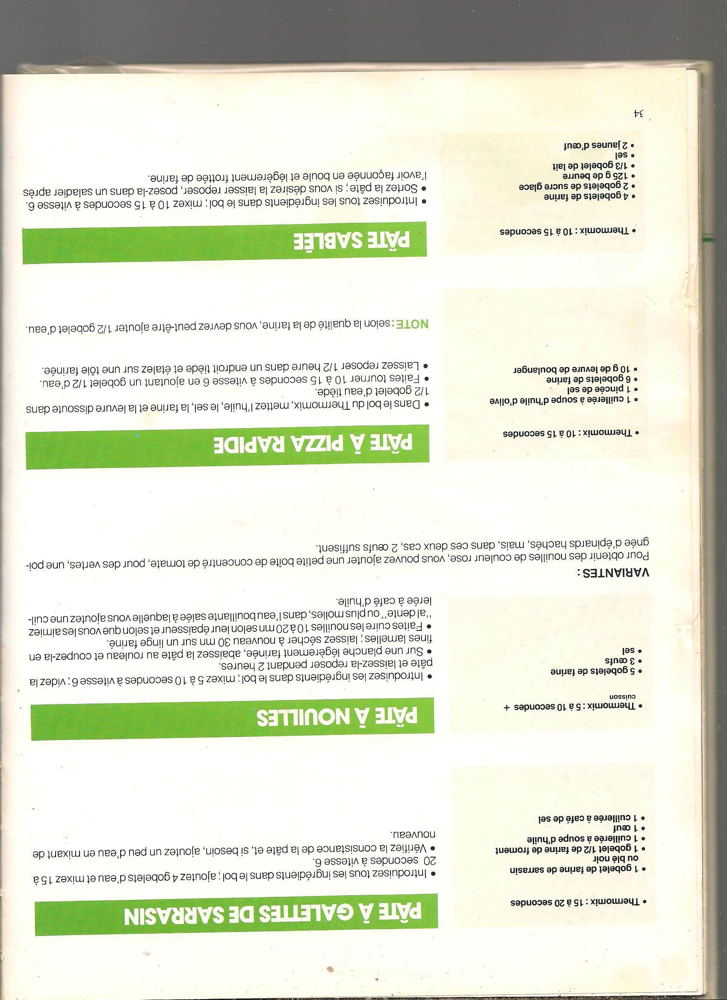 PÂTE À GALETTES DE SARRASIN
• Thermomix : 15 à 20 secondes
• 1 gobelet de farine de sarrasin
ou blé noir
• 1 gobelet 1/2 de farine de froment
• 1 cuillerée à soupe d'huile
• 1 œuf
• 1 cuillerée à café de sel
• Introduisez tous les ingrédients dans le bol ; ajoutez 4 gobelets d'eau et mixez 15 à
20 secondes à vitesse 6.
• Vérifiez la consistance de la pâte et, si besoin, ajoutez un peu d'eau en mixant de
nouveau.
PÂTE À NOUILLES
• Thermomix : 5 à 10 secondes +
cuisson
• 5 gobelets de farine
• 3 œufs
• sel
• Introduisez les ingrédients dans le bol ; mixez 5 à 10 secondes à vitesse 6 ; videz la
pâte et laissez-la reposer pendant 2 heures.
• Sur une planche légèrement farinée, abaissez la pâte au rouleau et coupez-la en
fines lamelles ; laissez sécher à nouveau 30 mn sur un linge fariné.
• Faites cuire les nouilles 10 à 20 mn selon leur épaisseur et selon que vous les aimiez
"al dente" ou plus molles, dans l'eau bouillante salée à laquelle vous ajoutez une cuil-
lerée à café d'huile.
VARIANTES :
Pour obtenir des nouilles de couleur rose, vous pouvez ajouter une petite boîte de concentré de tomate, pour des vertes, une poi-
gnée d'épinards hachés, mais, dans ces deux cas, 2 œufs suffisent.
PÂTE À PIZZA RAPIDE
• Thermomix : 10 à 15 secondes
• 1 cuillerée à soupe d'huile d'olive
• 1 pincée de sel
• 6 gobelets de farine
• 10 g de levure de boulanger
• Dans le bol du Thermomix, mettez l'huile, le sel, la farine et la levure dissoute dans
1/2 gobelet d'eau tiède.
• Faites tourner 10 à 15 secondes à vitesse 6 en ajoutant un gobelet 1/2 d'eau.
• Laissez reposer 1/2 heure dans un endroit tiède et étalez sur une tôle farinée.
NOTE : selon la qualité de la farine, vous devrez peut-être ajouter 1/2 gobelet d'eau.
PÂTE SABLÉE
• Thermomix : 10 à 15 secondes
• 4 gobelets de farine
• 2 gobelets de sucre glace
• 125 g de beurre
• 1/3 gobelet de lait
• sel
• 2 jaunes d'œuf
• Introduisez tous les ingrédients dans le bol ; mixez 10 à 15 secondes à vitesse 6.
• Sortez la pâte ; si vous désirez la laisser reposer, posez-la dans un saladier après
l'avoir façonnée en boule et légèrement frottée de farine.
34